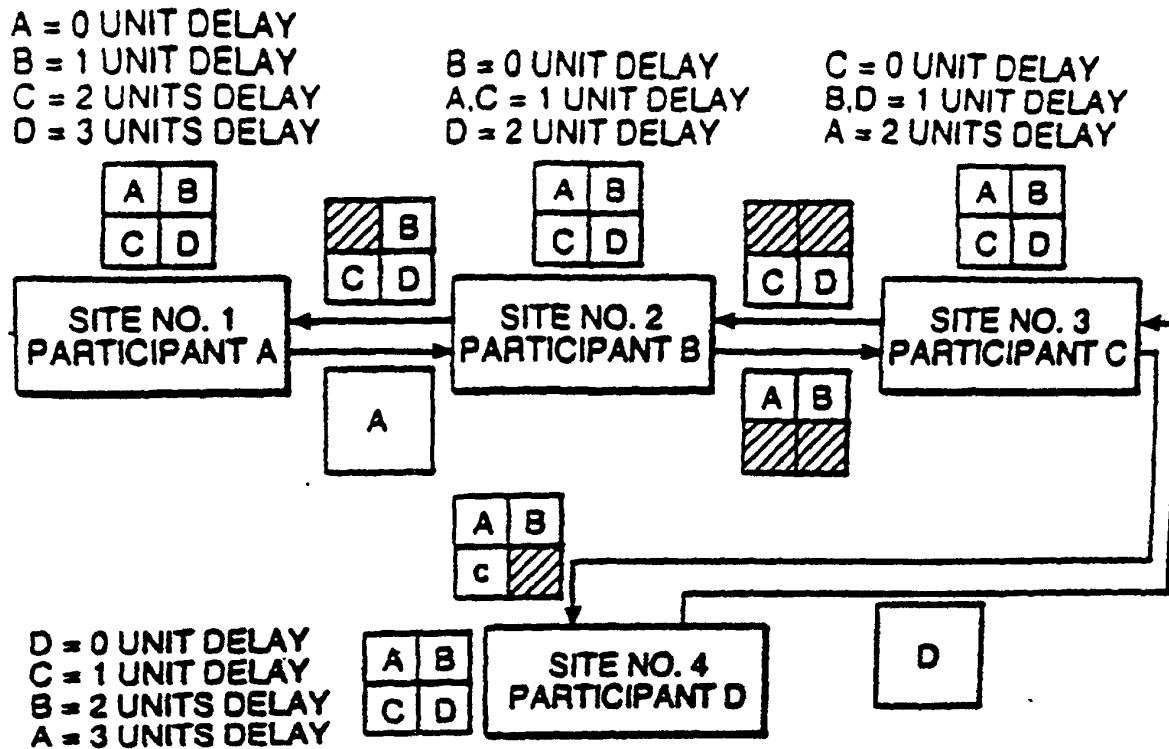 A = 0 UNIT DELAY
B = 1 UNIT DELAY
C = 2 UNITS DELAY
D = 3 UNITS DELAY
B = 0 UNIT DELAY
A,C = 1 UNIT DELAY
D = 2 UNIT DELAY
C = 0 UNIT DELAY
B,D = 1 UNIT DELAY
A = 2 UNITS DELAY
A B
C D
B
C D
A B
C D
C D
A B
C D
SITE NO. 1
PARTICIPANT A
SITE NO. 2
PARTICIPANT B
SITE NO. 3
PARTICIPANT C
A
A B
A B
c
D = 0 UNIT DELAY
C = 1 UNIT DELAY
B = 2 UNITS DELAY
A = 3 UNITS DELAY
A B
C D
SITE NO. 4
PARTICIPANT D
D